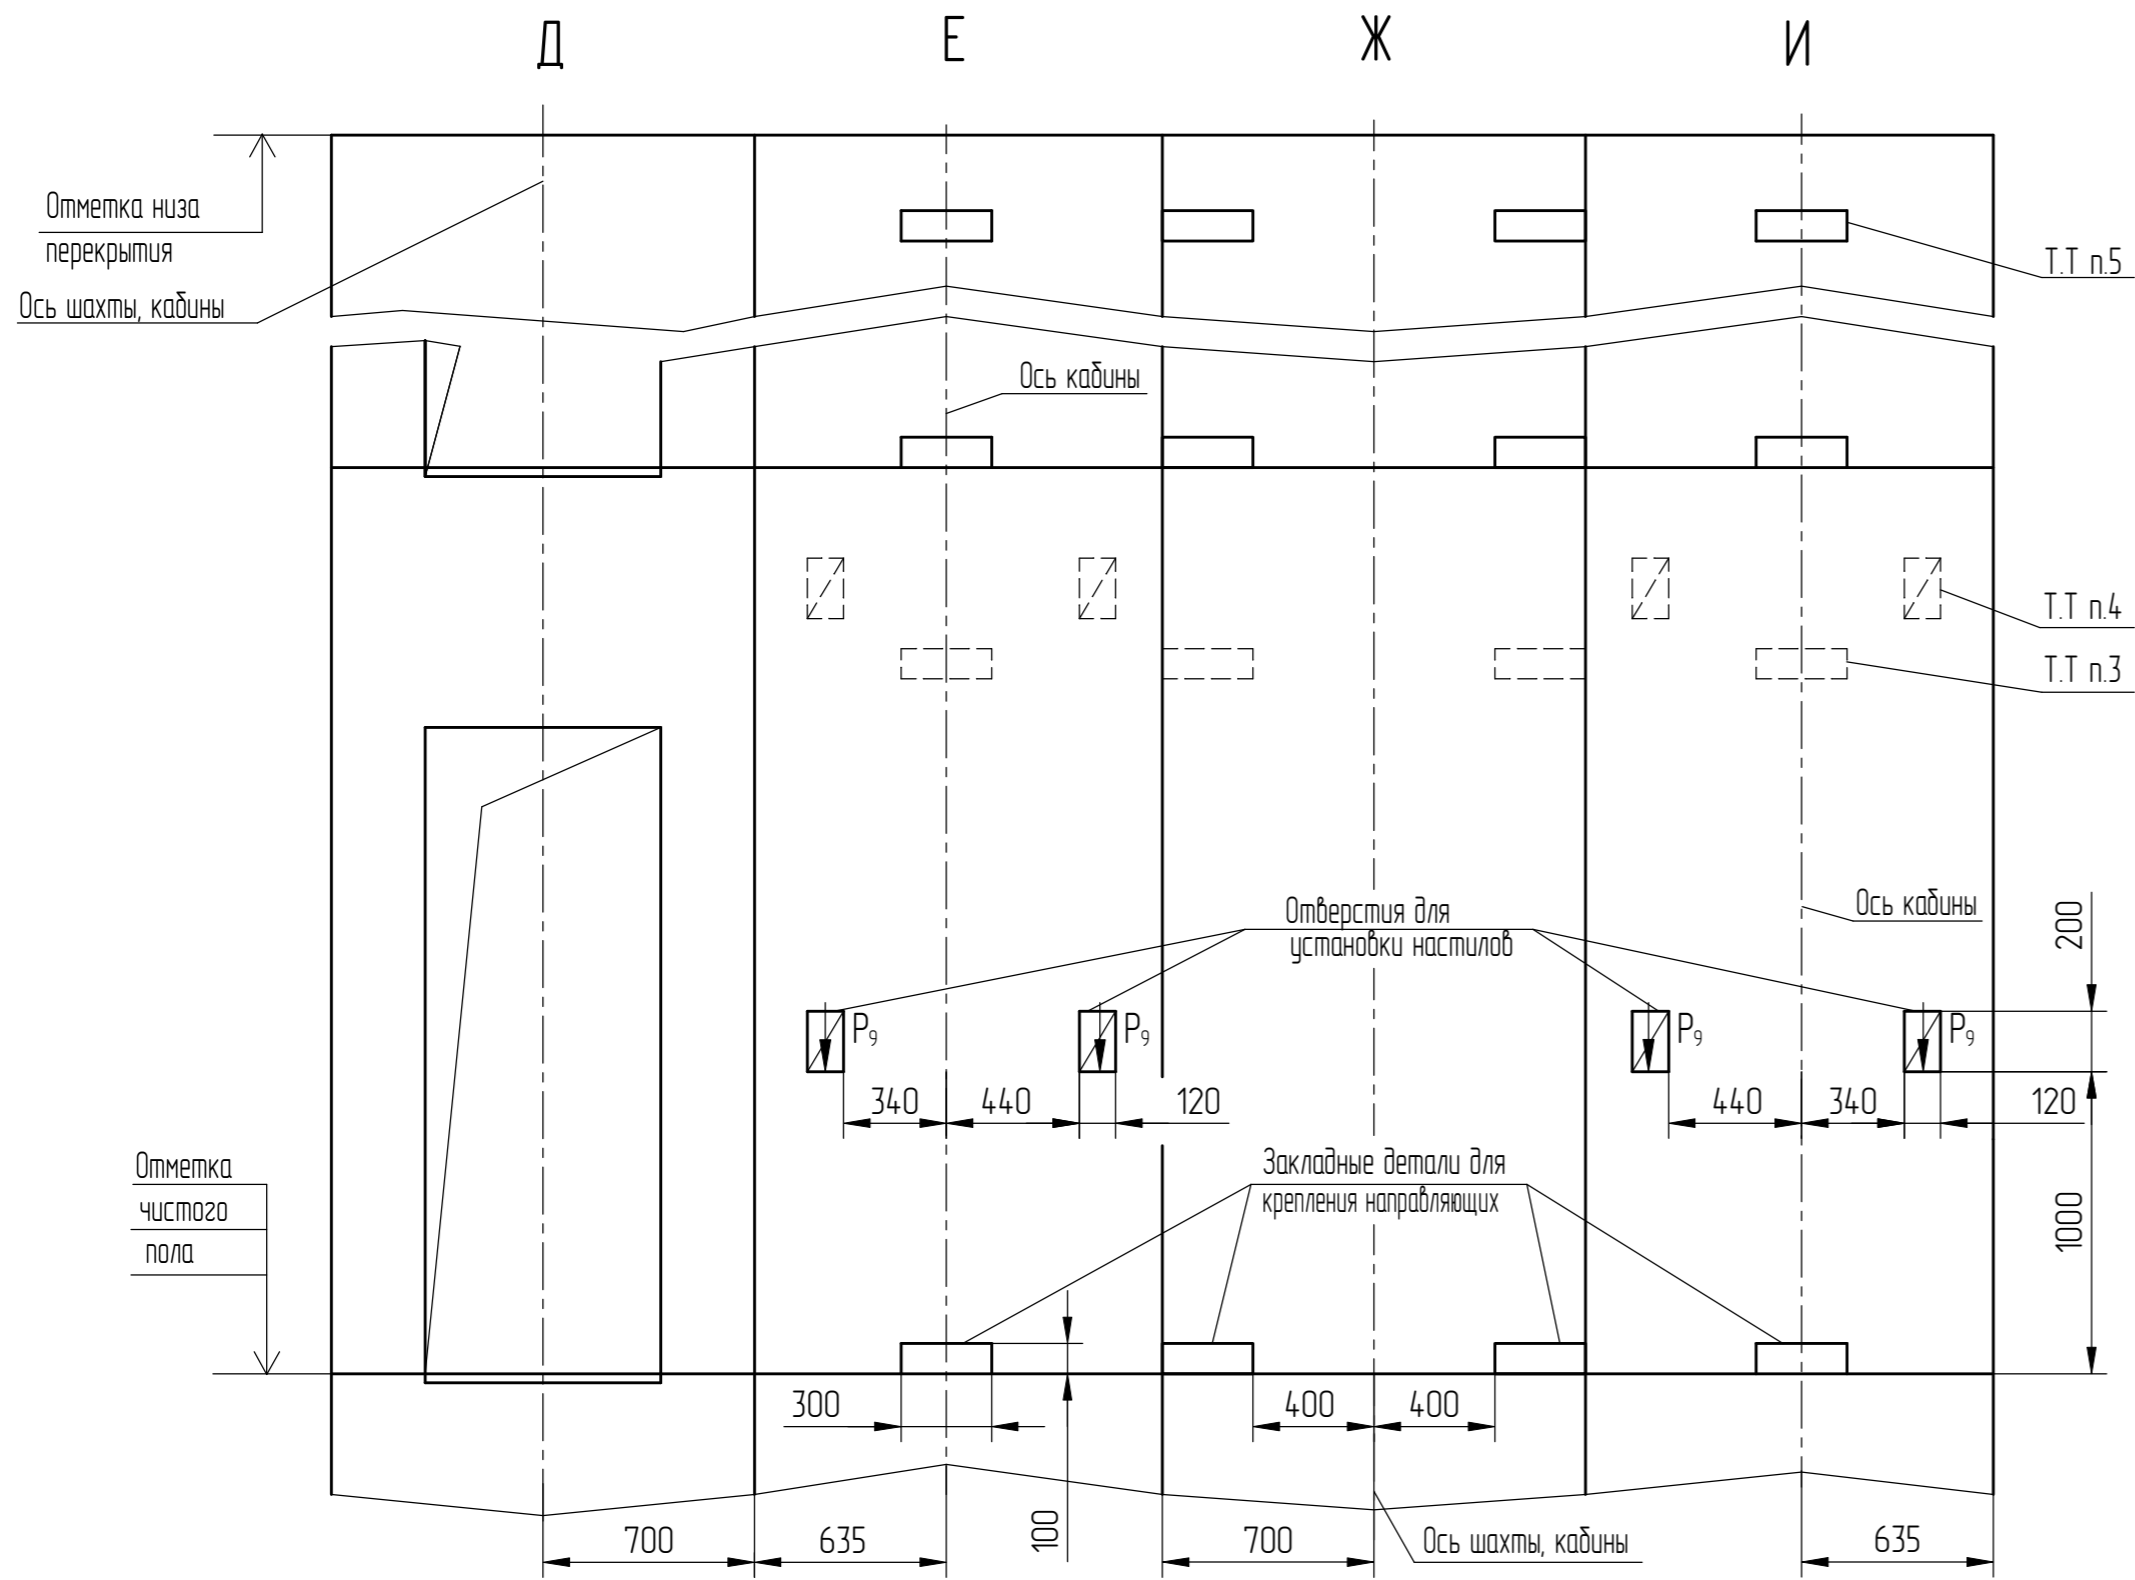 Д
Е
Ж
И
Отметка низа
перекрытия
Ось шахты, кабины
Т.Т п.5
Ось кабины
Т.Т п.4
Т.Т п.3
Отверстия для
установки настилов
Ось кабины
200
P₉
P₉
P₉
P₉
340
440
120
440
340
120
Отметка
чистого
пола
Закладные детали для
крепления направляющих
1000
300
400
400
100
700
635
700
Ось шахты, кабины
635